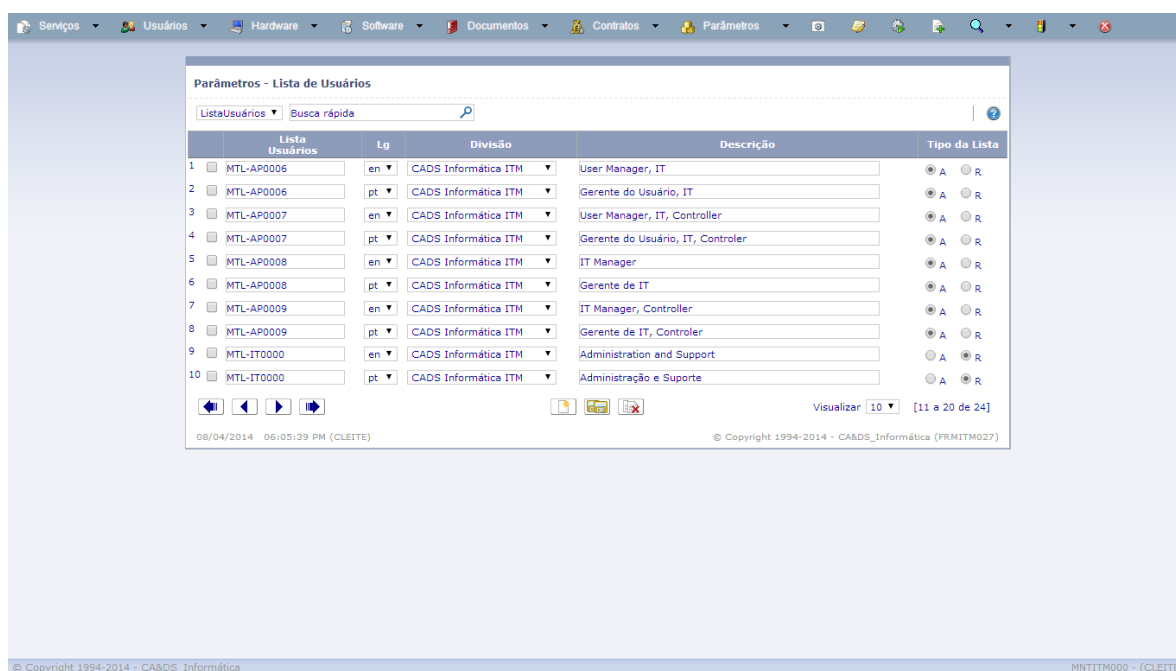 Serviços Usuários Hardware Software Documentos Contratos Parâmetros
Parâmetros - Lista de Usuários
ListaUsuários Busca rápida
Lista Usuários Lg Divisão Descrição Tipo da Lista
1 MTL-AP0006 en CADS Informática ITM User Manager, IT A R
2 MTL-AP0006 pt CADS Informática ITM Gerente do Usuário, IT A R
3 MTL-AP0007 en CADS Informática ITM User Manager, IT, Controller A R
4 MTL-AP0007 pt CADS Informática ITM Gerente do Usuário, IT, Controler A R
5 MTL-AP0008 en CADS Informática ITM IT Manager A R
6 MTL-AP0008 pt CADS Informática ITM Gerente de IT A R
7 MTL-AP0009 en CADS Informática ITM IT Manager, Controller A R
8 MTL-AP0009 pt CADS Informática ITM Gerente de IT, Controler A R
9 MTL-IT0000 en CADS Informática ITM Administration and Support A R
10 MTL-IT0000 pt CADS Informática ITM Administração e Suporte A R
Visualizar 10 [11 a 20 de 24]
08/04/2014 06:05:39 PM (CLEITE) © Copyright 1994-2014 - CA&DS_Informática (FRMITM027)
© Copyright 1994-2014 - CA&DS_Informática MNTITM000 - (CLEIT